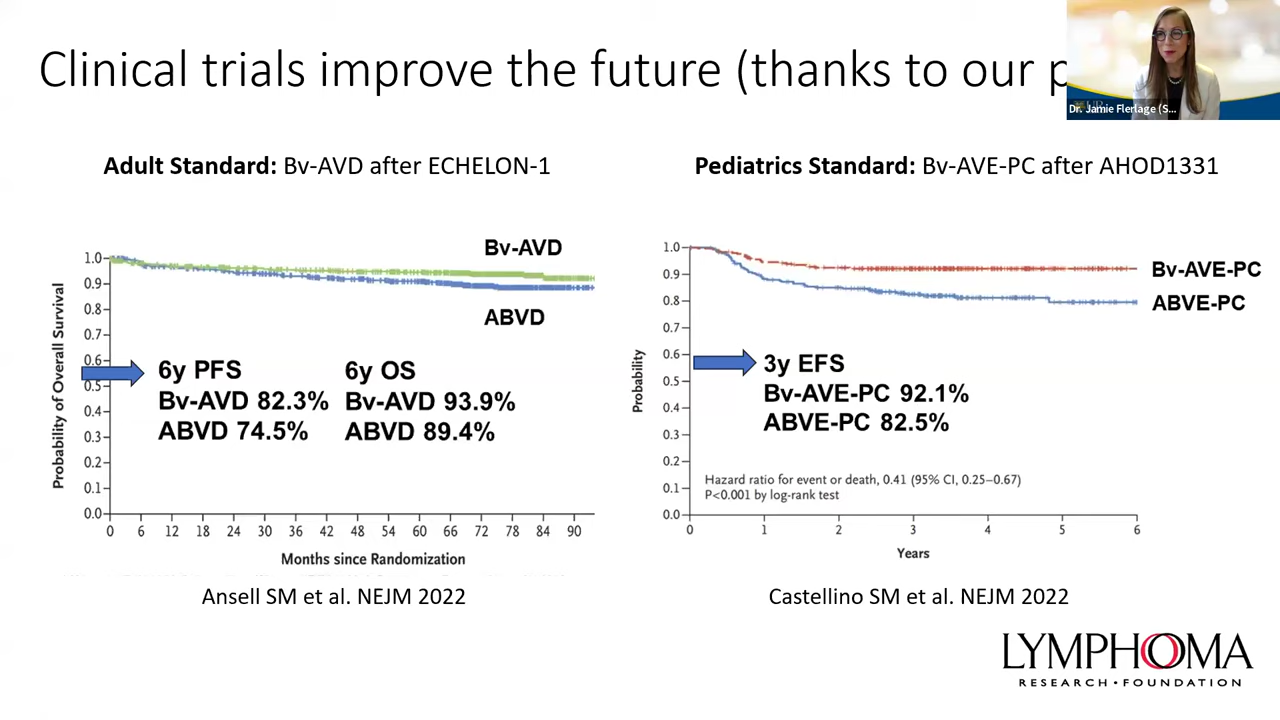 Clinical trials improve the future (thanks to our p
Dr. Jamie Flerlage (S...
Adult Standard: Bv-AVD after ECHELON-1
Probability of Overall Survival
1.0
0.9
0.8
0.7
0.6
0.5
0.4
0.3
0.2
0.1
0.0
Bv-AVD
ABVD
6y PFS
Bv-AVD 82.3%
ABVD 74.5%
6y OS
Bv-AVD 93.9%
ABVD 89.4%
0 6 12 18 24 30 36 42 48 54 60 66 72 78 84 90
Months since Randomization
Ansell SM et al. NEJM 2022
Pediatrics Standard: Bv-AVE-PC after AHOD1331
Probability
1.0
0.9
0.8
0.7
0.6
0.5
0.4
0.3
0.2
0.1
0.0
Bv-AVE-PC
ABVE-PC
3y EFS
Bv-AVE-PC 92.1%
ABVE-PC 82.5%
Hazard ratio for event or death, 0.41 (95% CI, 0.25–0.67)
P<0.001 by log-rank test
0 1 2 3 4 5 6
Years
Castellino SM et al. NEJM 2022
LYMPHOMA
RESEARCH • FOUNDATION